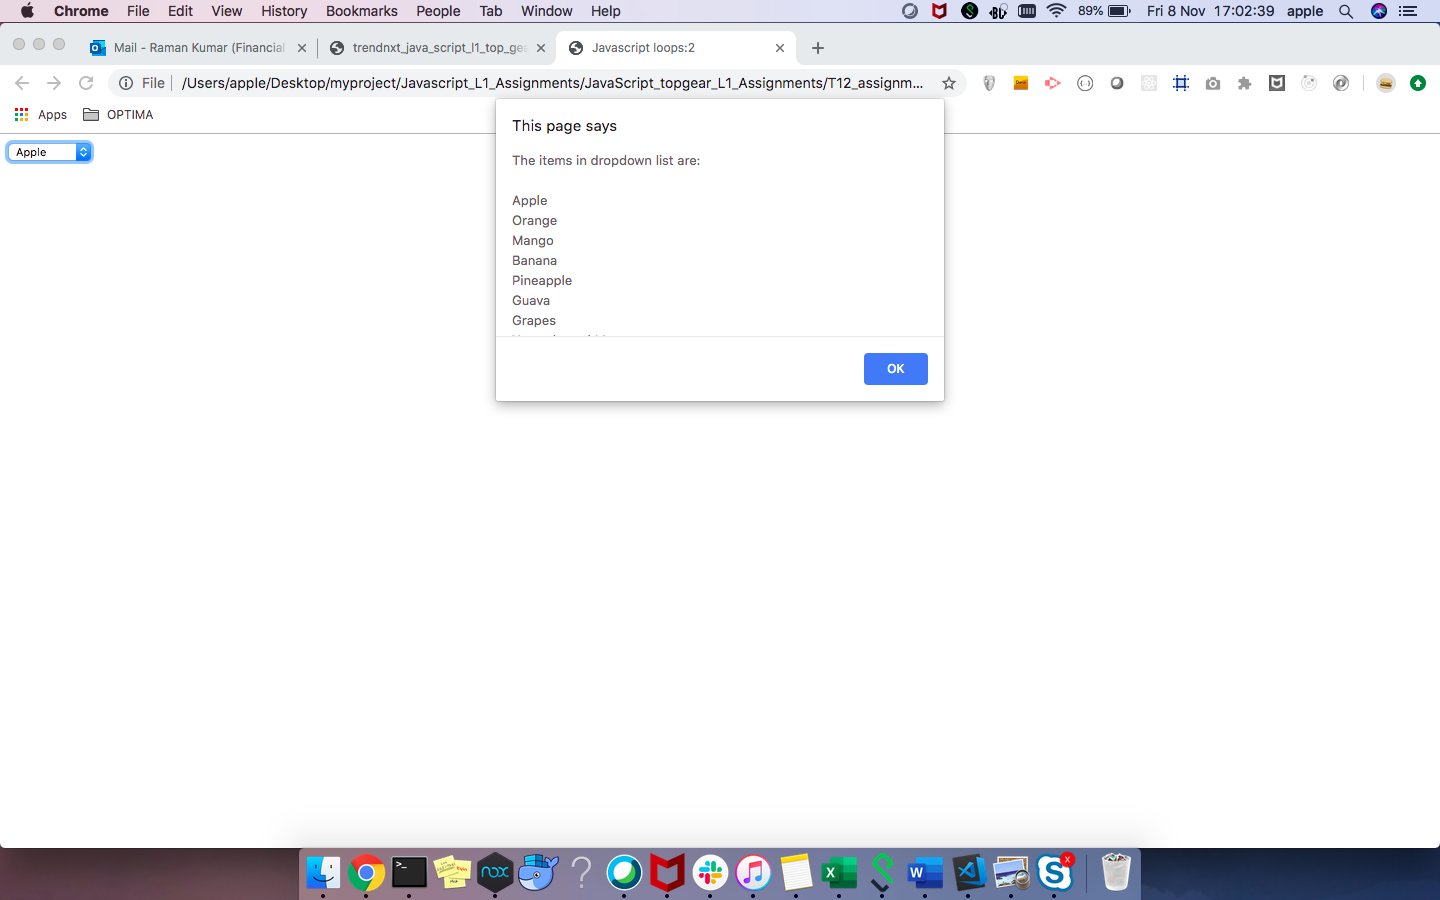 Chrome File Edit View History Bookmarks People Tab Window Help 89% Fri 8 Nov 17:02:39 apple
Mail - Raman Kumar (Financial trendnxt_java_script_l1_top_gea Javascript loops:2
File /Users/apple/Desktop/myproject/Javascript_L1_Assignments/JavaScript_topgear_L1_Assignments/T12_assignm...
Apps OPTIMA
Apple
This page says
The items in dropdown list are:
Apple
Orange
Mango
Banana
Pineapple
Guava
Grapes
OK